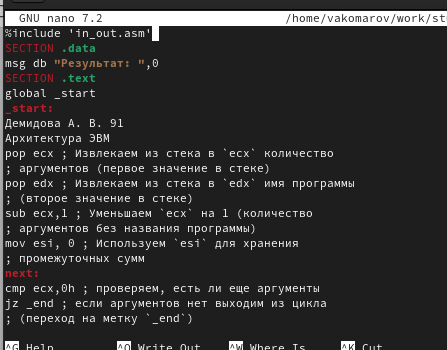 GNU nano 7.2 /home/vakomarov/work/st
%include 'in_out.asm'
SECTION .data
msg db "Результат: ",0
SECTION .text
global _start
_start:
Демидова А. В. 91
Архитектура ЭВМ
pop ecx ; Извлекаем из стека в `ecx` количество
; аргументов (первое значение в стеке)
pop edx ; Извлекаем из стека в `edx` имя программы
; (второе значение в стеке)
sub ecx,1 ; Уменьшаем `ecx` на 1 (количество
; аргументов без названия программы)
mov esi, 0 ; Используем `esi` для хранения
; промежуточных сумм
next:
cmp ecx,0h ; проверяем, есть ли еще аргументы
jz _end ; если аргументов нет выходим из цикла
; (переход на метку `_end`)
^G Help ^O Write Out ^W Where Is ^K Cut